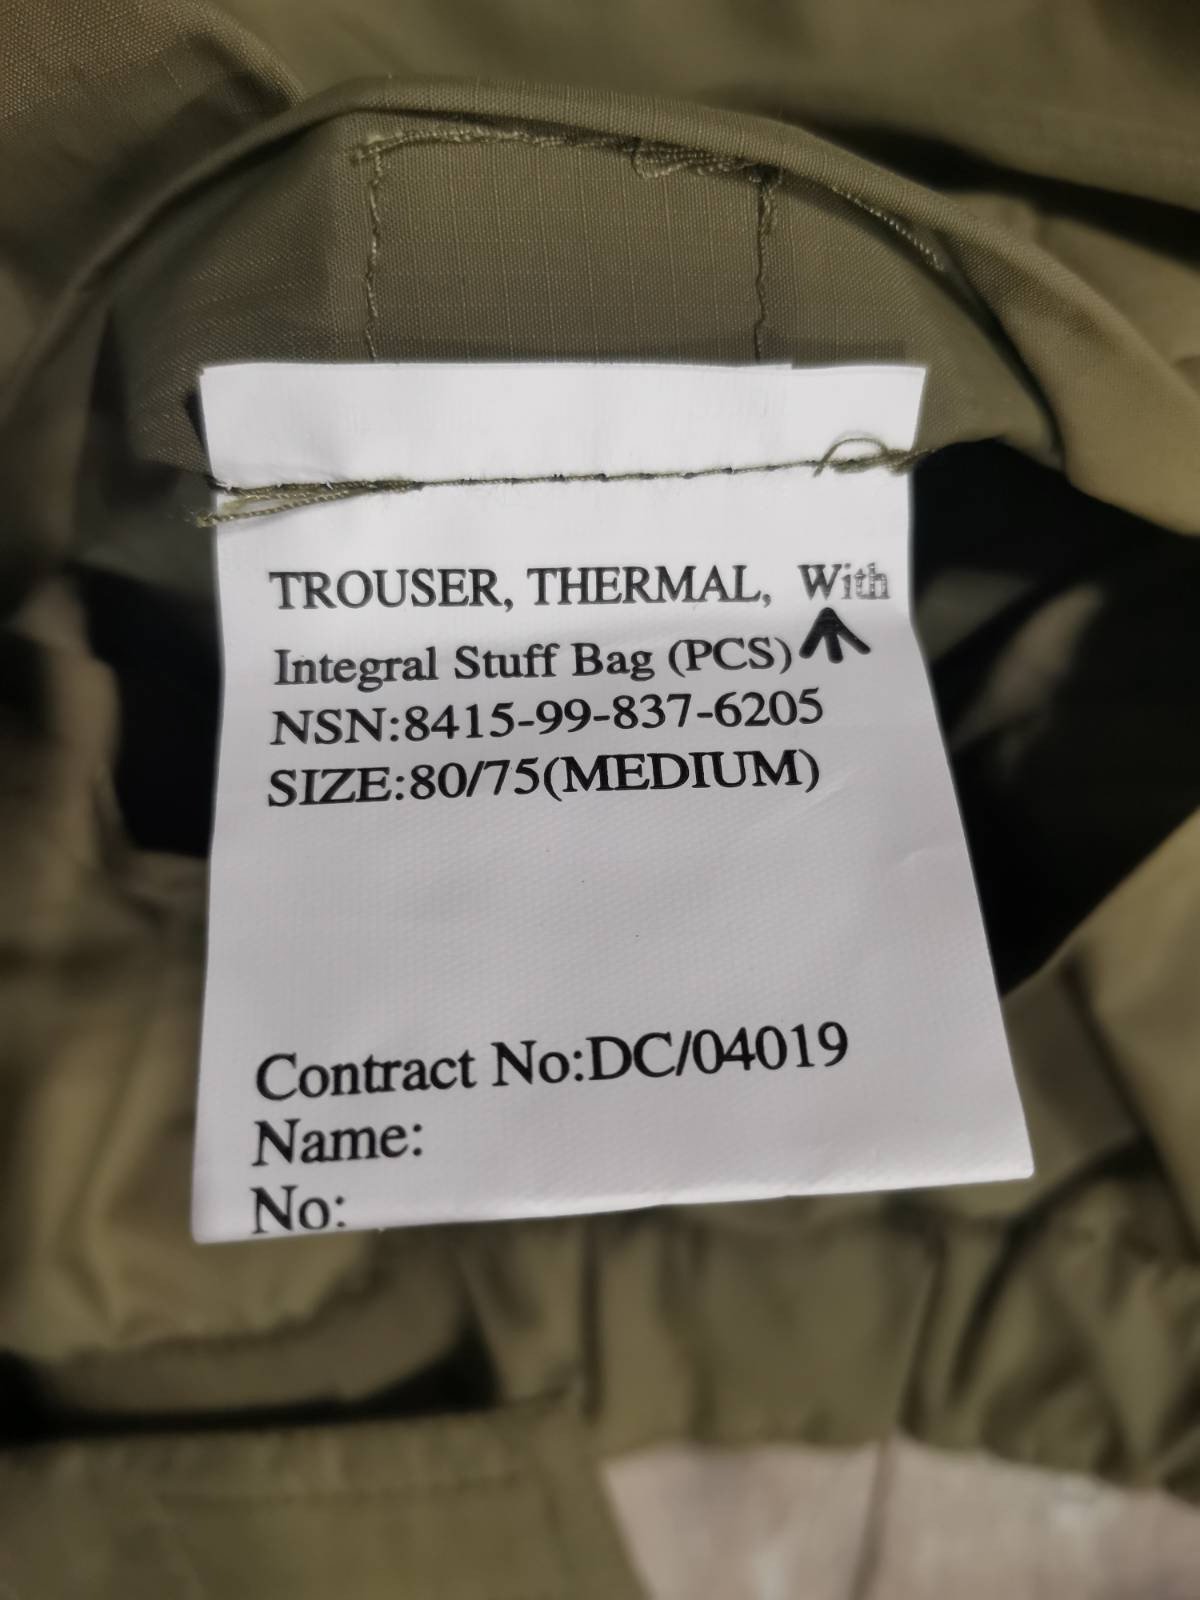 TROUSER, THERMAL, With
Integral Stuff Bag (PCS)
NSN:8415-99-837-6205
SIZE:80/75(MEDIUM)
Contract No:DC/04019
Name:
No: